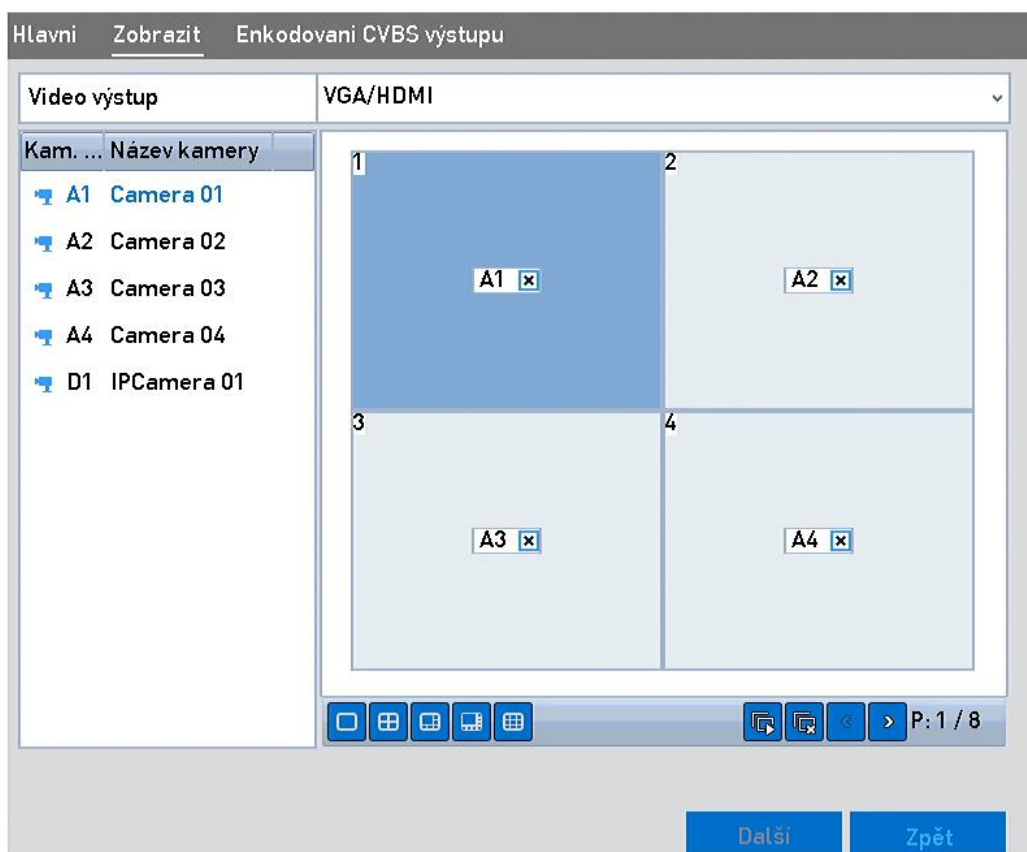 Hlavni Zobrazit Enkodovani CVBS výstupu
Video výstup VGA/HDMI
Kam. ... Název kamery
A1 Camera 01
A2 Camera 02
A3 Camera 03
A4 Camera 04
D1 IPCamera 01
1 2
A1 A2
3 4
A3 A4
P: 1 / 8
Další Zpět